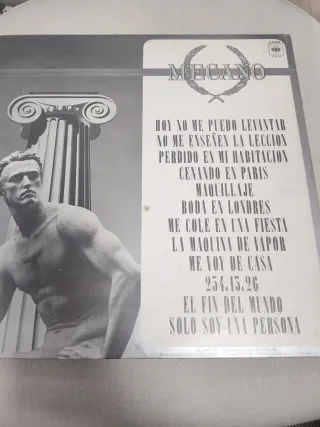 MECANO
HOY NO ME PUEDO LEVANTAR
NO ME ENSEÑEN LA LECCION
PERDIDO EN MI HABITACION
CENANDO EN PARIS
MAQUILLAJE
BODA EN LONDRES
ME COLE EN UNA FIESTA
LA MAQUINA DE VAPOR
ME VOY DE CASA
254.13.26
EL FIN DEL MUNDO
SOLO SOY UNA PERSONA